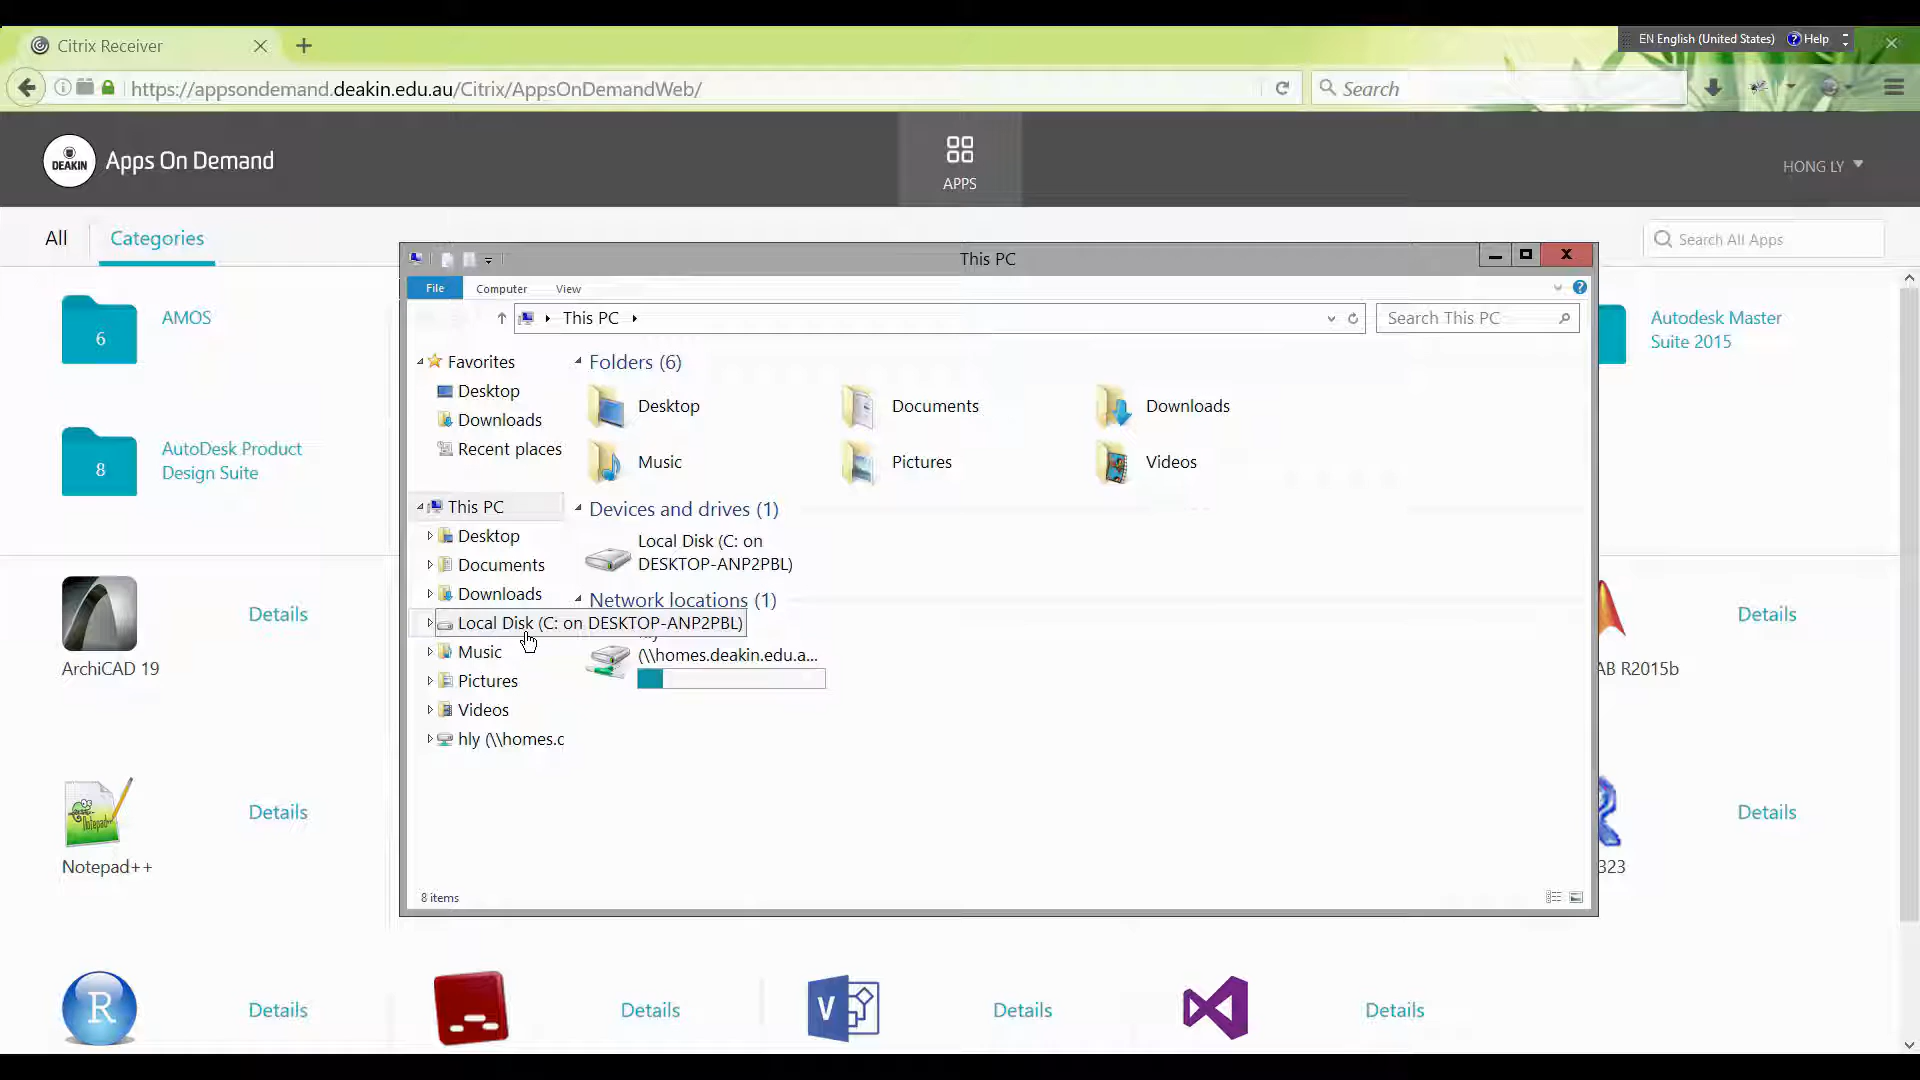 Citrix Receiver
EN English (United States) Help
https://appsondemand.deakin.edu.au/Citrix/AppsOnDemandWeb/
Search
DEAKIN
Apps On Demand
APPS
HONG LY
All
Categories
Search All Apps
6
AMOS
8
AutoDesk Product
Design Suite
Autodesk Master
Suite 2015
This PC
File
Computer
View
This PC
Search This PC
Favorites
Desktop
Downloads
Recent places
This PC
Desktop
Documents
Downloads
Local Disk (C: on DESKTOP-ANP2PBL)
Music
Pictures
Videos
hly (\\homes.c
Folders (6)
Desktop
Documents
Downloads
Music
Pictures
Videos
Devices and drives (1)
Local Disk (C: on
DESKTOP-ANP2PBL)
Network locations (1)
(\\homes.deakin.edu.a...
8 items
Details
ArchiCAD 19
Details
AB R2015b
Details
Notepad++
Details
323
R
Details
Details
V
Details
Details